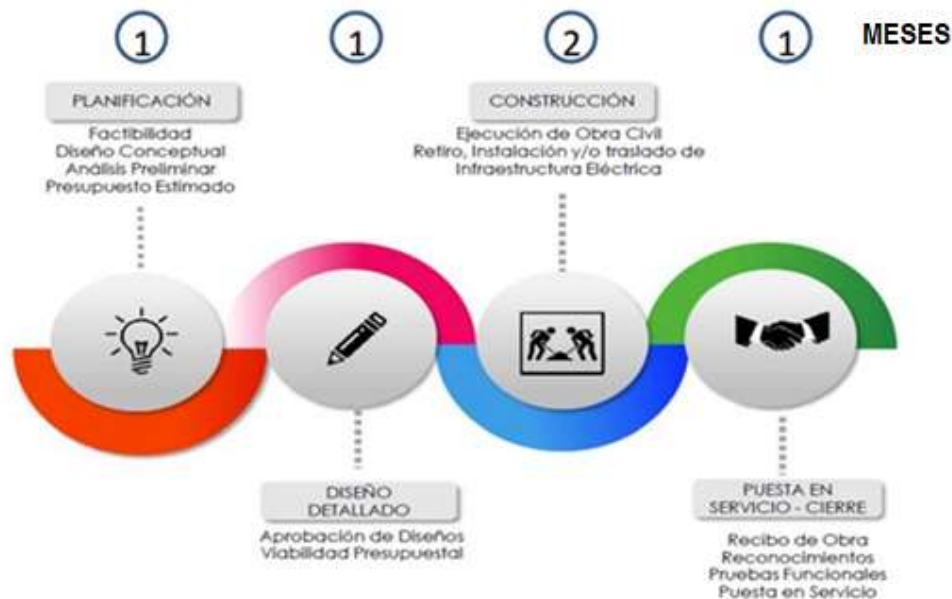 1
1
2
1
MESES
PLANIFICACIÓN
Factibilidad
Diseño Conceptual
Análisis Preliminar
Presupuesto Estimado
CONSTRUCCIÓN
Ejecución de Obra Civil
Retiro, Instalación y/o traslado de
Infraestructura Eléctrica
DISEÑO
DETALLADO
Aprobación de Diseños
Viabilidad Presupuestal
PUESTA EN
SERVICIO - CIERRE
Recibo de Obra
Reconocimientos
Pruebas Funcionales
Puesta en Servicio